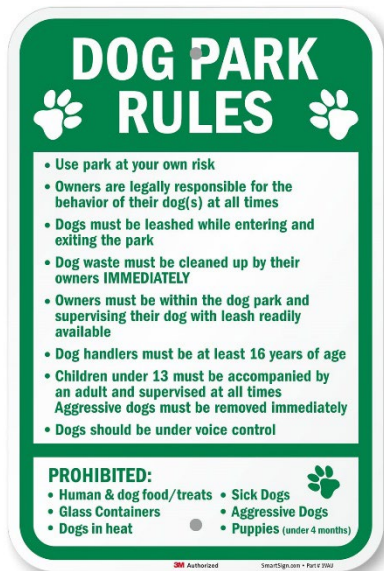 DOG PARK
RULES
• Use park at your own risk
• Owners are legally responsible for the
behavior of their dog(s) at all times
• Dogs must be leashed while entering and
exiting the park
• Dog waste must be cleaned up by their
owners IMMEDIATELY
• Owners must be within the dog park and
supervising their dog with leash readily
available
• Dog handlers must be at least 16 years of age
• Children under 13 must be accompanied by
an adult and supervised at all times
Aggressive dogs must be removed immediately
• Dogs should be under voice control
PROHIBITED:
• Human & dog food/treats
• Glass Containers
• Dogs in heat
• Sick Dogs
• Aggressive Dogs
• Puppies (under 4 months)
3M Authorized
SmartSign.com • Part #